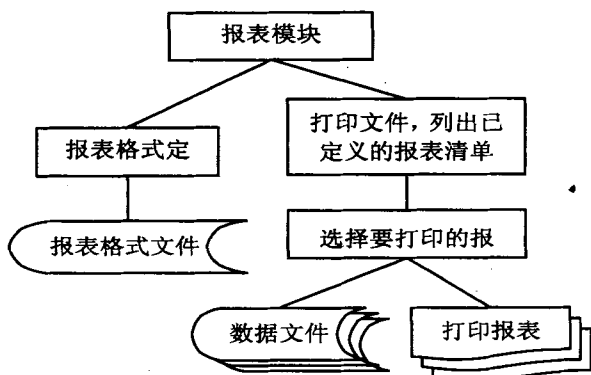 报表模块
报表格式定
打印文件，列出已
定义的报表清单
报表格式文件
选择要打印的报
数据文件
打印报表